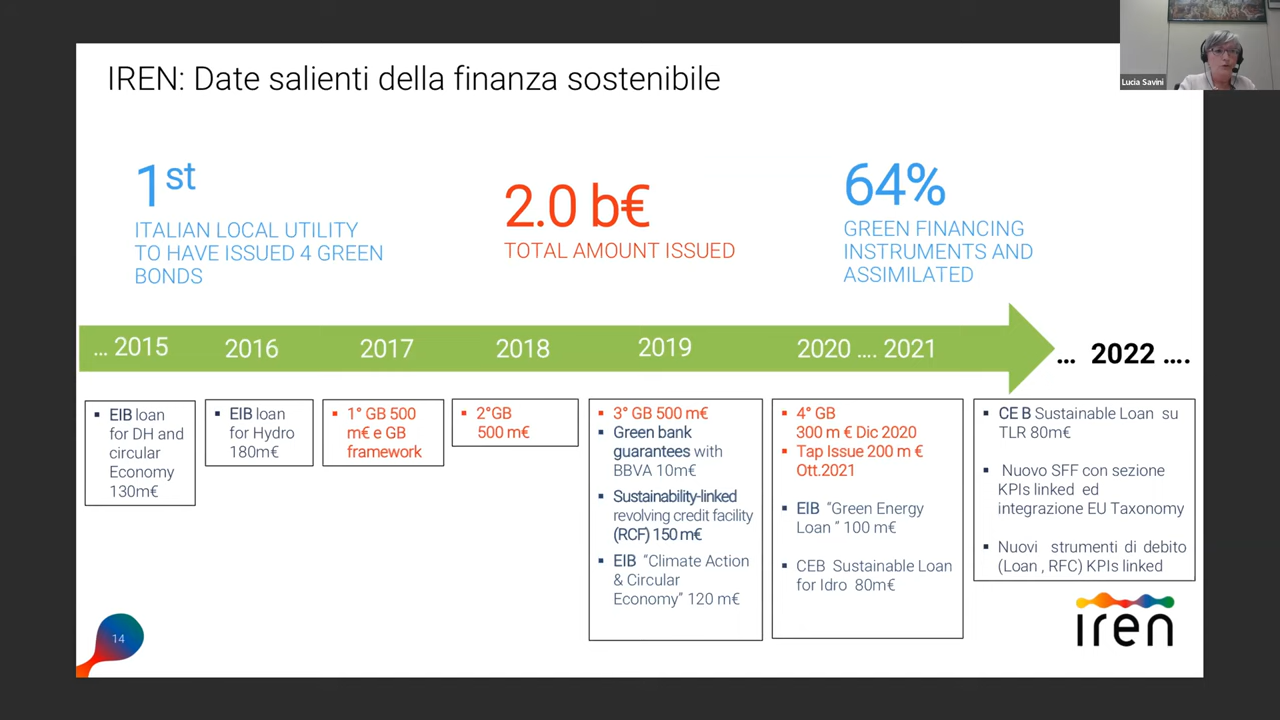 IREN: Date salienti della finanza sostenibile
Lucia Savini
1st
ITALIAN LOCAL UTILITY
TO HAVE ISSUED 4 GREEN
BONDS
2.0 b€
TOTAL AMOUNT ISSUED
64%
GREEN FINANCING
INSTRUMENTS AND
ASSIMILATED
... 2015
2016
2017
2018
2019
2020 .... 2021
... 2022 ....
▪ EIB loan
for DH and
circular
Economy
130m€
▪ EIB loan
for Hydro
180m€
▪ 1° GB 500
m€ e GB
framework
▪ 2°GB
500 m€
▪ 3° GB 500 m€
▪ Green bank
guarantees with
BBVA 10m€
▪ Sustainability-linked
revolving credit facility
(RCF) 150 m€
▪ EIB “Climate Action
& Circular
Economy” 120 m€
▪ 4° GB
300 m € Dic 2020
▪ Tap Issue 200 m €
Ott.2021
▪ EIB “Green Energy
Loan ” 100 m€
▪ CEB Sustainable Loan
for Idro 80m€
▪ CE B Sustainable Loan su
TLR 80m€
▪ Nuovo SFF con sezione
KPIs linked ed
integrazione EU Taxonomy
▪ Nuovi strumenti di debito
(Loan , RFC) KPIs linked
14
iren